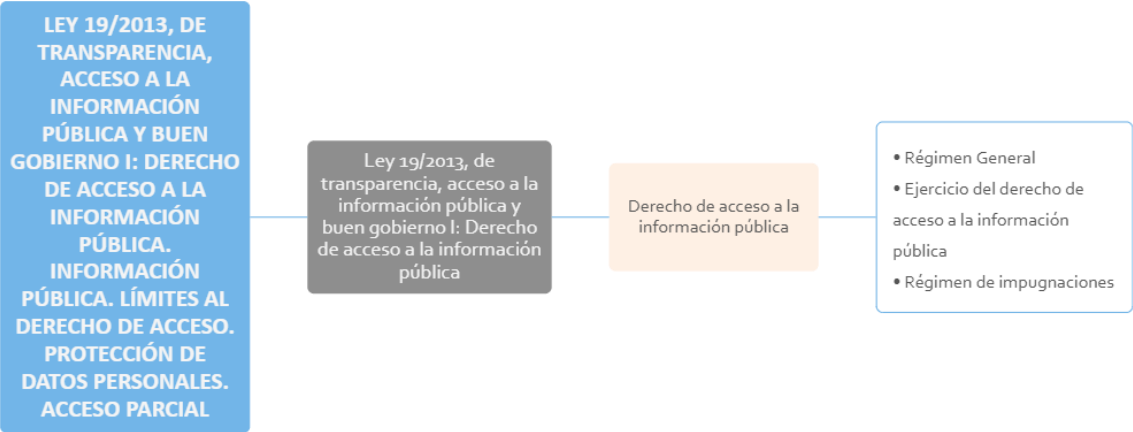 LEY 19/2013, DE
TRANSPARENCIA,
ACCESO A LA
INFORMACIÓN
PÚBLICA Y BUEN
GOBIERNO I: DERECHO
DE ACCESO A LA
INFORMACIÓN
PÚBLICA.
INFORMACIÓN
PÚBLICA. LÍMITES AL
DERECHO DE ACCESO.
PROTECCIÓN DE
DATOS PERSONALES.
ACCESO PARCIAL
Ley 19/2013, de
transparencia, acceso a la
información pública y
buen gobierno I: Derecho
de acceso a la información
pública
Derecho de acceso a la
información pública
• Régimen General
• Ejercicio del derecho de
acceso a la información
pública
• Régimen de impugnaciones